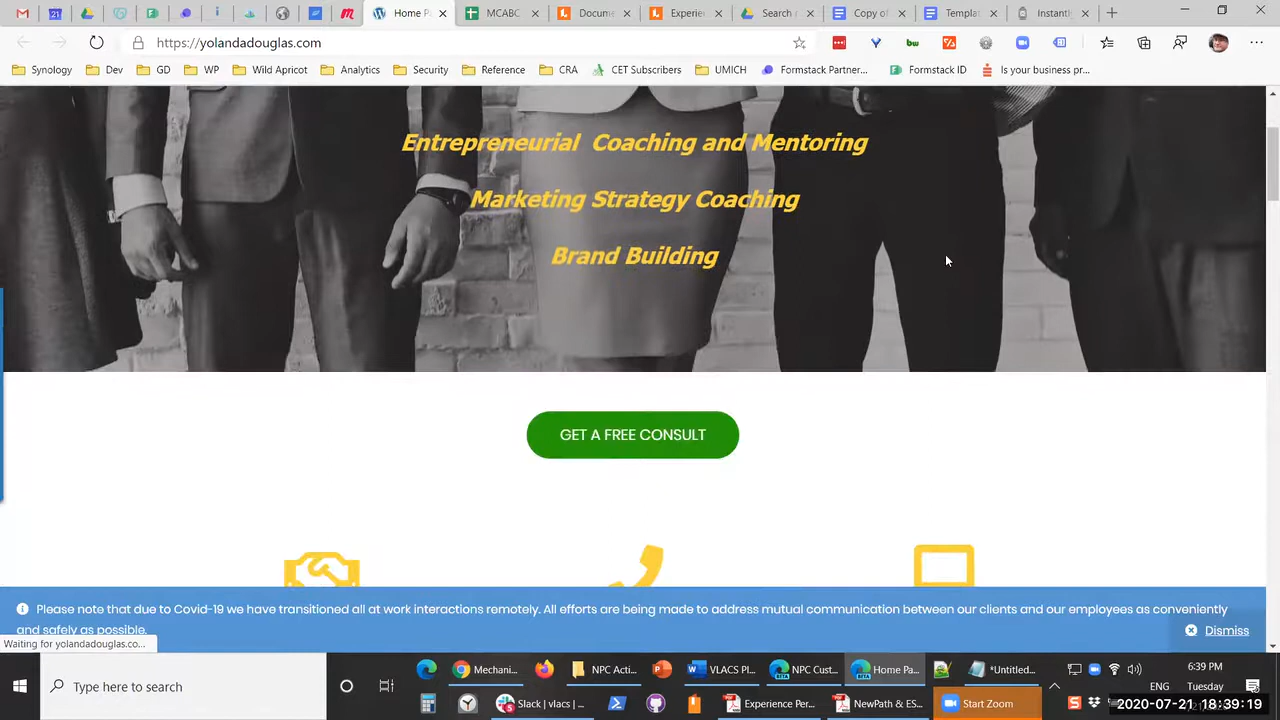 21
Home P
MCABC
Docume
Experie
Search
Copy of
Templat
Instantl
https://yolandadouglas.com
bw
Synology
Dev
GD
WP
Wild Apricot
Analytics
Security
Reference
CRA
CET Subscribers
UMICH
Formstack Partner...
Formstack ID
Is your business pr...
Entrepreneurial Coaching and Mentoring
Marketing Strategy Coaching
Brand Building
GET A FREE CONSULT
Please note that due to Covid-19 we have transitioned all at work interactions remotely. All efforts are being made to address mutual communication between our clients and our employees as conveniently
and safely as possible.
Dismiss
Waiting for yolandadouglas.co...
Mechani...
NPC Acti...
VLACS Pl...
NPC Cust...
Home Pa...
*Untitled...
6:39 PM
Type here to search
Slack | vlacs | ...
Experience Per...
NewPath & ES...
Start Zoom
ENG
Tuesday
2020-07-21 18:39:19